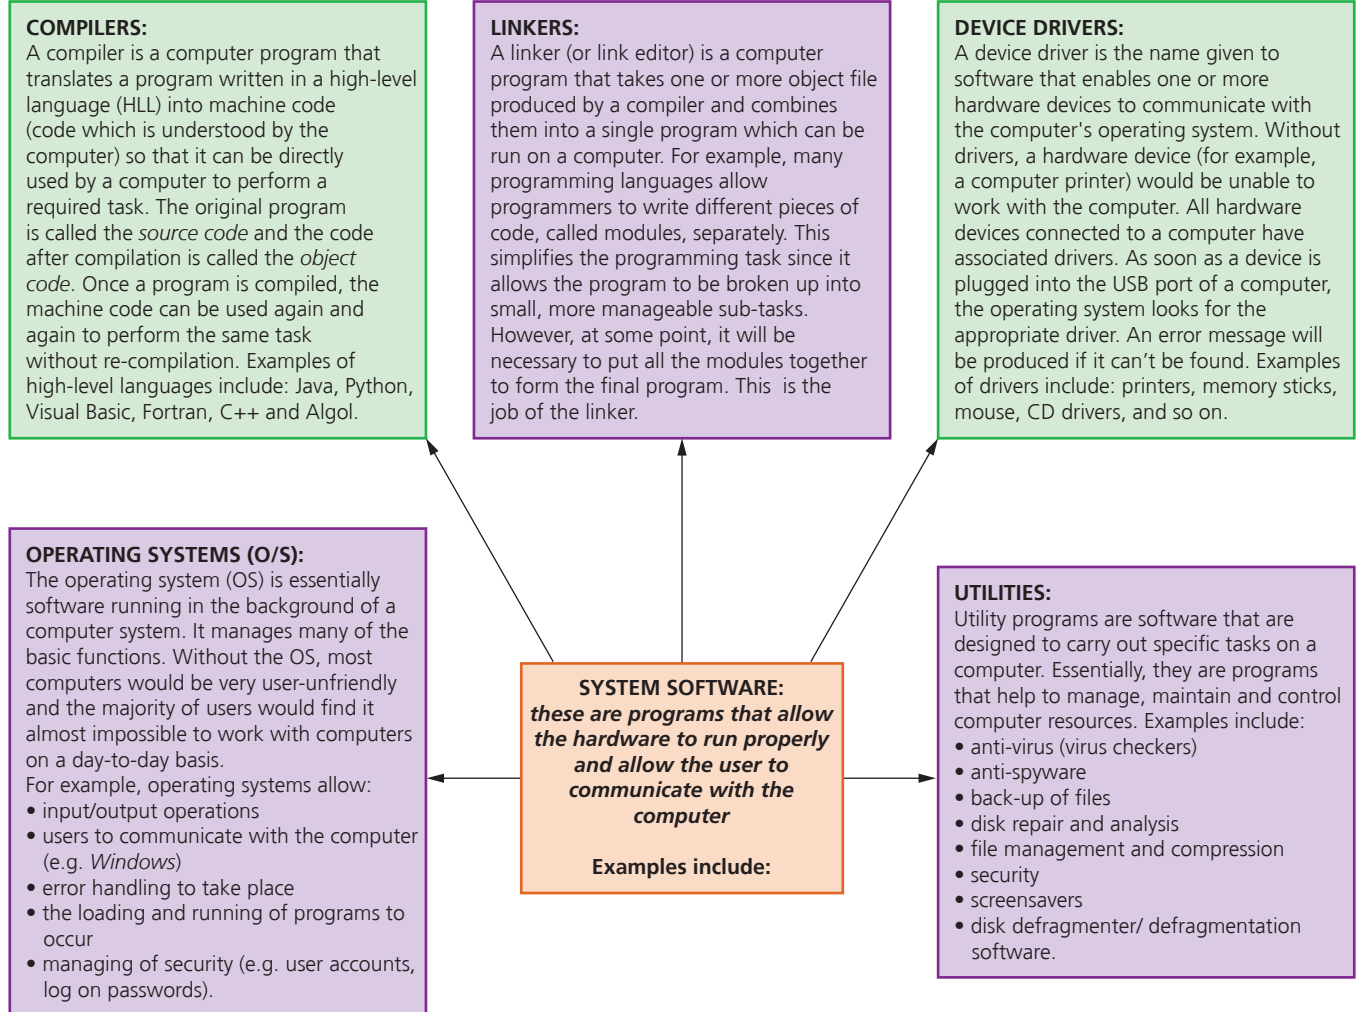 COMPILERS:
A compiler is a computer program that
translates a program written in a high-level
language (HLL) into machine code
(code which is understood by the
computer) so that it can be directly
used by a computer to perform a
required task. The original program
is called the source code and the code
after compilation is called the object
code. Once a program is compiled, the
machine code can be used again and
again to perform the same task
without re-compilation. Examples of
high-level languages include: Java, Python,
Visual Basic, Fortran, C++ and Algol.
LINKERS:
A linker (or link editor) is a computer
program that takes one or more object file
produced by a compiler and combines
them into a single program which can be
run on a computer. For example, many
programming languages allow
programmers to write different pieces of
code, called modules, separately. This
simplifies the programming task since it
allows the program to be broken up into
small, more manageable sub-tasks.
However, at some point, it will be
necessary to put all the modules together
to form the final program. This  is the
job of the linker.
DEVICE DRIVERS:
A device driver is the name given to
software that enables one or more
hardware devices to communicate with
the computer's operating system. Without
drivers, a hardware device (for example,
a computer printer) would be unable to
work with the computer. All hardware
devices connected to a computer have
associated drivers. As soon as a device is
plugged into the USB port of a computer,
the operating system looks for the
appropriate driver. An error message will
be produced if it can’t be found. Examples
of drivers include: printers, memory sticks,
mouse, CD drivers, and so on.
OPERATING SYSTEMS (O/S):
The operating system (OS) is essentially
software running in the background of a
computer system. It manages many of the
basic functions. Without the OS, most
computers would be very user-unfriendly
and the majority of users would find it
almost impossible to work with computers
on a day-to-day basis.
For example, operating systems allow:
• input/output operations
• users to communicate with the computer
(e.g. Windows)
• error handling to take place
• the loading and running of programs to
occur
• managing of security (e.g. user accounts,
log on passwords).
SYSTEM SOFTWARE:
these are programs that allow
the hardware to run properly
and allow the user to
communicate with the
computer
Examples include:
UTILITIES:
Utility programs are software that are
designed to carry out specific tasks on a
computer. Essentially, they are programs
that help to manage, maintain and control
computer resources. Examples include:
• anti-virus (virus checkers)
• anti-spyware
• back-up of files
• disk repair and analysis
• file management and compression
• security
• screensavers
• disk defragmenter/ defragmentation
software.